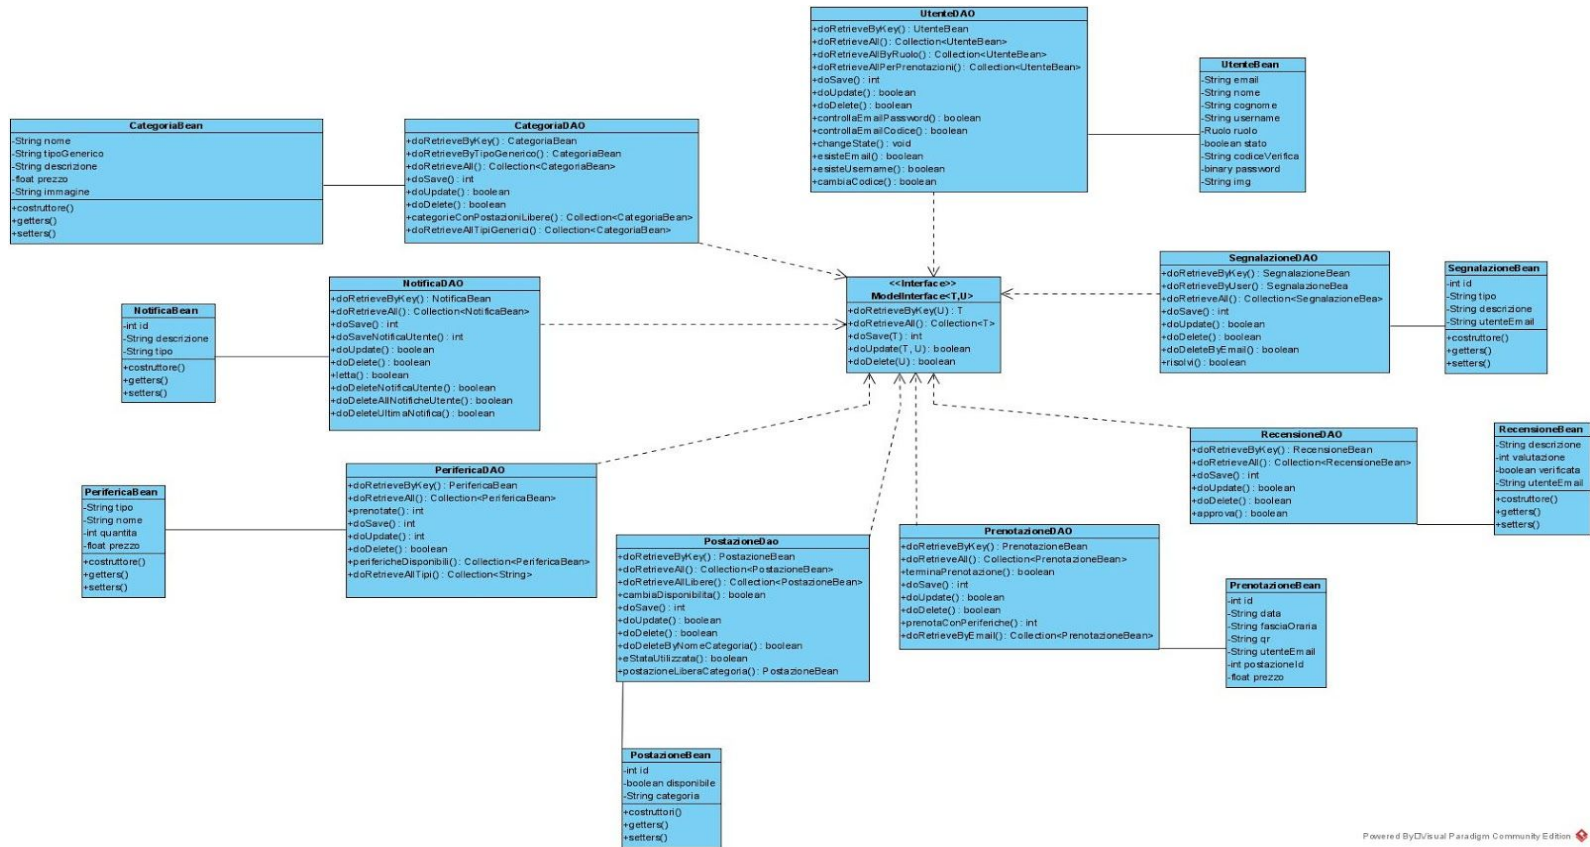 UtenteDAO
+doRetrieveByKey() : UtenteBean
+doRetrieveAll() : Collection<UtenteBean>
+doRetrieveAllByRuolo() : Collection<UtenteBean>
+doRetrieveAllPerPrenotazioni() : Collection<UtenteBean>
+doSave() : int
+doUpdate() : boolean
+doDelete() : boolean
+controllaEmailPassword() : boolean
+controllaEmailCodice() : boolean
+changeState() : void
+esisteEmail() : boolean
+esisteUsername() : boolean
+cambiaCodice() : boolean
UtenteBean
-String email
-String nome
-String cognome
-String username
-Ruolo ruolo
-boolean stato
-String codiceVerifica
-binary password
-String img
CategoriaBean
-String nome
-String tipoGenerico
-String descrizione
-float prezzo
-String immagine
+costruttore()
+getters()
+setters()
CategoriaDAO
+doRetrieveByKey() : CategoriaBean
+doRetrieveByTipoGenerico() : CategoriaBean
+doRetrieveAll() : Collection<CategoriaBean>
+doSave() : int
+doUpdate() : boolean
+doDelete() : boolean
+categorieConPostazioniLibere() : Collection<CategoriaBean>
+doRetrieveAllTipiGenerici() : Collection<CategoriaBean>
NotificaBean
-int id
-String descrizione
-String tipo
+costruttore()
+getters()
+setters()
NotificaDAO
+doRetrieveByKey() : NotificaBean
+doRetrieveAll() : Collection<NotificaBean>
+doSave() : int
+doSaveNotificaUtente() : int
+doUpdate() : boolean
+doDelete() : boolean
+letta() : boolean
+doDeleteNotificaUtente() : boolean
+doDeleteAllNotificheUtente() : boolean
+doDeleteUltimaNotifica() : boolean
<<Interface>>
ModelInterface<T,U>
+doRetrieveByKey(U) : T
+doRetrieveAll() : Collection<T>
+doSave(T) : int
+doUpdate(T, U) : boolean
+doDelete(U) : boolean
SegnalazioneDAO
+doRetrieveByKey() : SegnalazioneBean
+doRetrieveByUser() : SegnalazioneBea
+doRetrieveAll() : Collection<SegnalazioneBea>
+doSave() : int
+doUpdate() : boolean
+doDelete() : boolean
+doDeleteByEmail() : boolean
+risolvi() : boolean
SegnalazioneBean
-int id
-String tipo
-String descrizione
-String utenteEmail
+costruttore()
+getters()
+setters()
PerifericaBean
-String tipo
-String nome
-int quantita
-float prezzo
+costruttore()
+getters()
+setters()
PerifericaDAO
+doRetrieveByKey() : PerifericaBean
+doRetrieveAll() : Collection<PerifericaBean>
+prenotate() : int
+doSave() : int
+doUpdate() : int
+doDelete() : boolean
+perifericheDisponibili() : Collection<PerifericaBean>
+doRetrieveAllTipi() : Collection<String>
RecensioneDAO
+doRetrieveByKey() : RecensioneBean
+doRetrieveAll() : Collection<RecensioneBean>
+doSave() : int
+doUpdate() : boolean
+doDelete() : boolean
+approva() : boolean
RecensioneBean
-String descrizione
-int valutazione
-boolean verificata
-String utenteEmail
+costruttore()
+getters()
+setters()
PostazioneDao
+doRetrieveByKey() : PostazioneBean
+doRetrieveAll() : Collection<PostazioneBean>
+doRetrieveAllLibere() : Collection<PostazioneBean>
+cambiaDisponibilita() : boolean
+doSave() : int
+doUpdate() : boolean
+doDelete() : boolean
+doDeleteByNomeCategoria() : boolean
+eStataUtilizzata() : boolean
+postazioneLiberaCategoria() : PostazioneBean
PrenotazioneDAO
+doRetrieveByKey() : PrenotazioneBean
+doRetrieveAll() : Collection<PrenotazioneBean>
+terminaPrenotazione() : boolean
+doSave() : int
+doUpdate() : boolean
+doDelete() : boolean
+prenotaConPeriferiche() : int
+doRetrieveByEmail() : Collection<PrenotazioneBean>
PrenotazioneBean
-int id
-String data
-String fasciaOraria
-String qr
-String utenteEmail
-int postazioneId
-float prezzo
PostazioneBean
-int id
-boolean disponibile
-String categoria
+costruttori()
+getters()
+setters()
Powered By□Visual Paradigm Community Edition